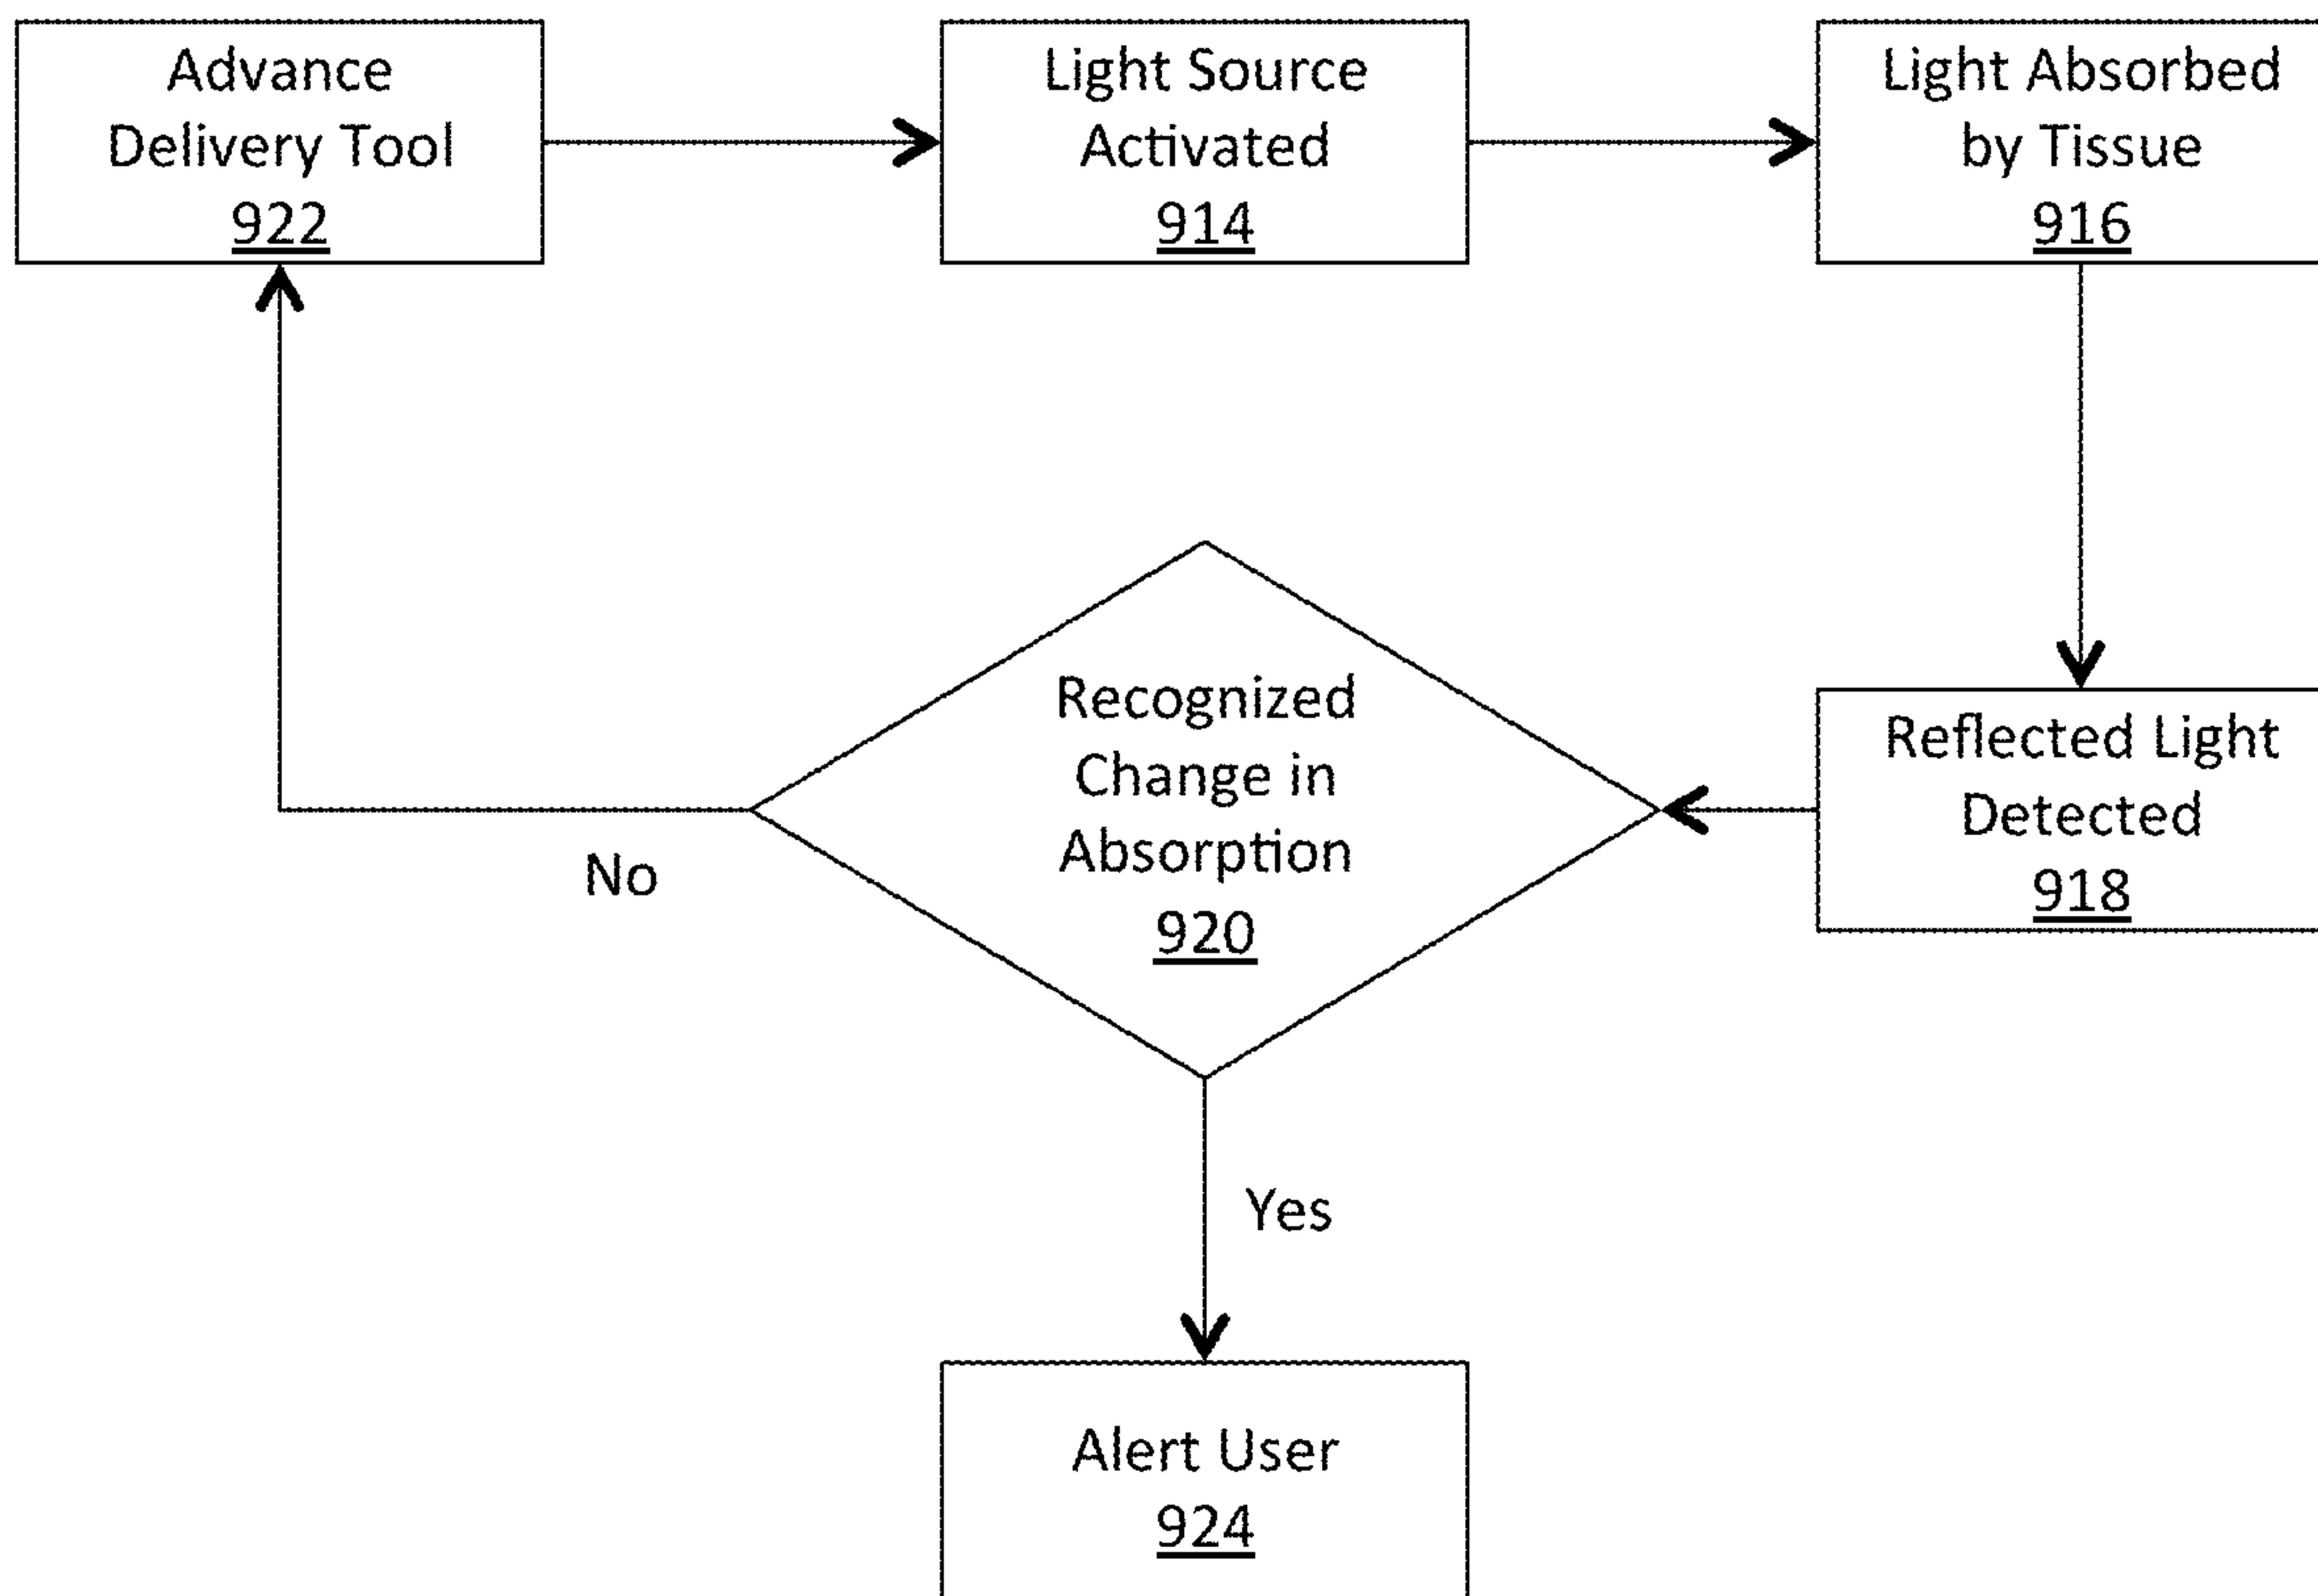 Advance
Delivery Tool
922
Light Source
Activated
914
Light Absorbed
by Tissue
916
Recognized
Change in
Absorption
920
Reflected Light
Detected
918
No
Yes
Alert User
924